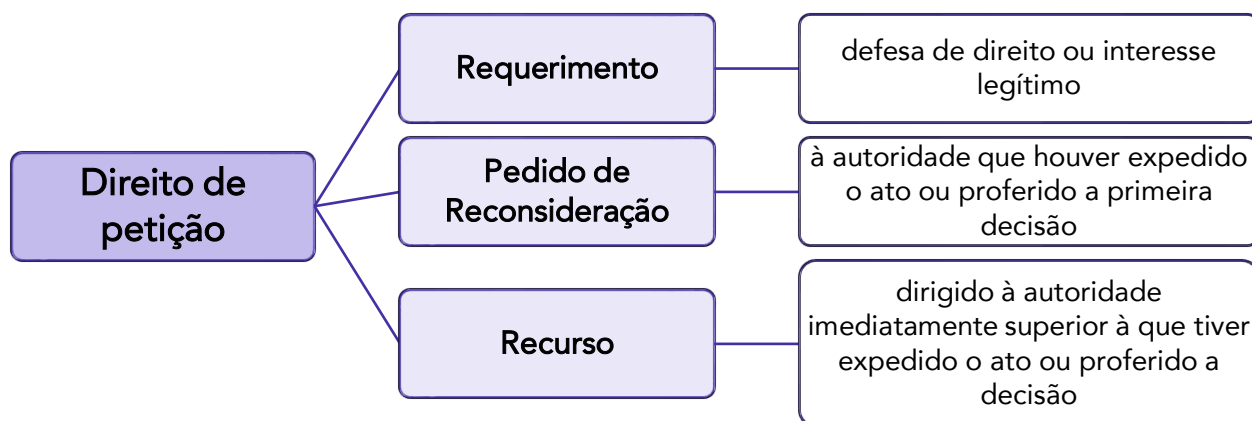 Direito de
petição
Requerimento
defesa de direito ou interesse
legítimo
Pedido de
Reconsideração
à autoridade que houver expedido
o ato ou proferido a primeira
decisão
Recurso
dirigido à autoridade
imediatamente superior à que tiver
expedido o ato ou proferido a
decisão